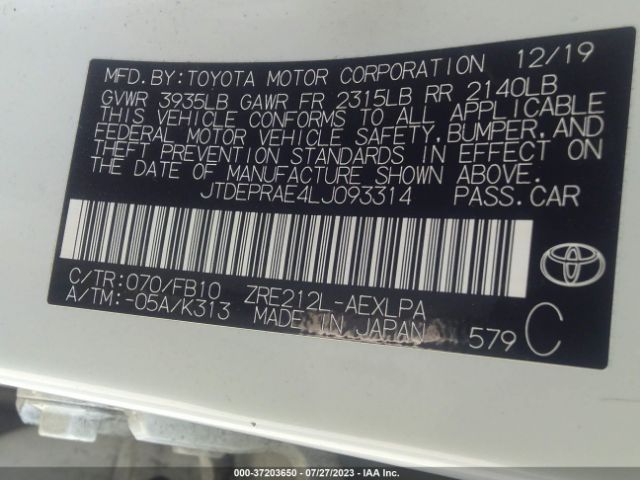 MFD. BY: TOYOTA MOTOR CORPORATION 12/19
GVWR 3935LB GAWR FR 2315LB RR 2140LB
THIS VEHICLE CONFORMS TO ALL APPLICABLE
FEDERAL MOTOR VEHICLE SAFETY, BUMPER, AND
THEFT PREVENTION STANDARDS IN EFFECT ON
THE DATE OF MANUFACTURE SHOWN ABOVE.
JTDEPRAE4LJ093314 PASS.CAR
C/TR:070/FB10 ZRE212L-AEXLPA
A/TM:-05A/K313 MADE IN JAPAN 579 C
TOYOTA
000-37203650 / 07/27/2023 - IAA Inc.